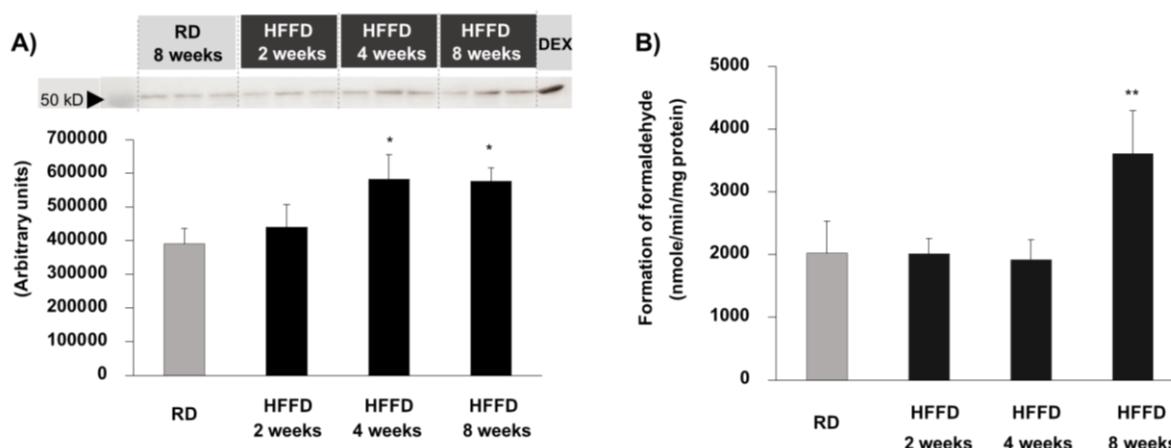 A)
RD
8 weeks
HFFD
2 weeks
HFFD
4 weeks
HFFD
8 weeks
DEX
50 kD
(Arbitrary units)
700000
600000
500000
400000
300000
200000
100000
0
*
*
RD
HFFD
2 weeks
HFFD
4 weeks
HFFD
8 weeks
B)
Formation of formaldehyde
(nmole/min/mg protein)
5000
4000
3000
2000
1000
0
**
RD
HFFD
2 weeks
HFFD
4 weeks
HFFD
8 weeks